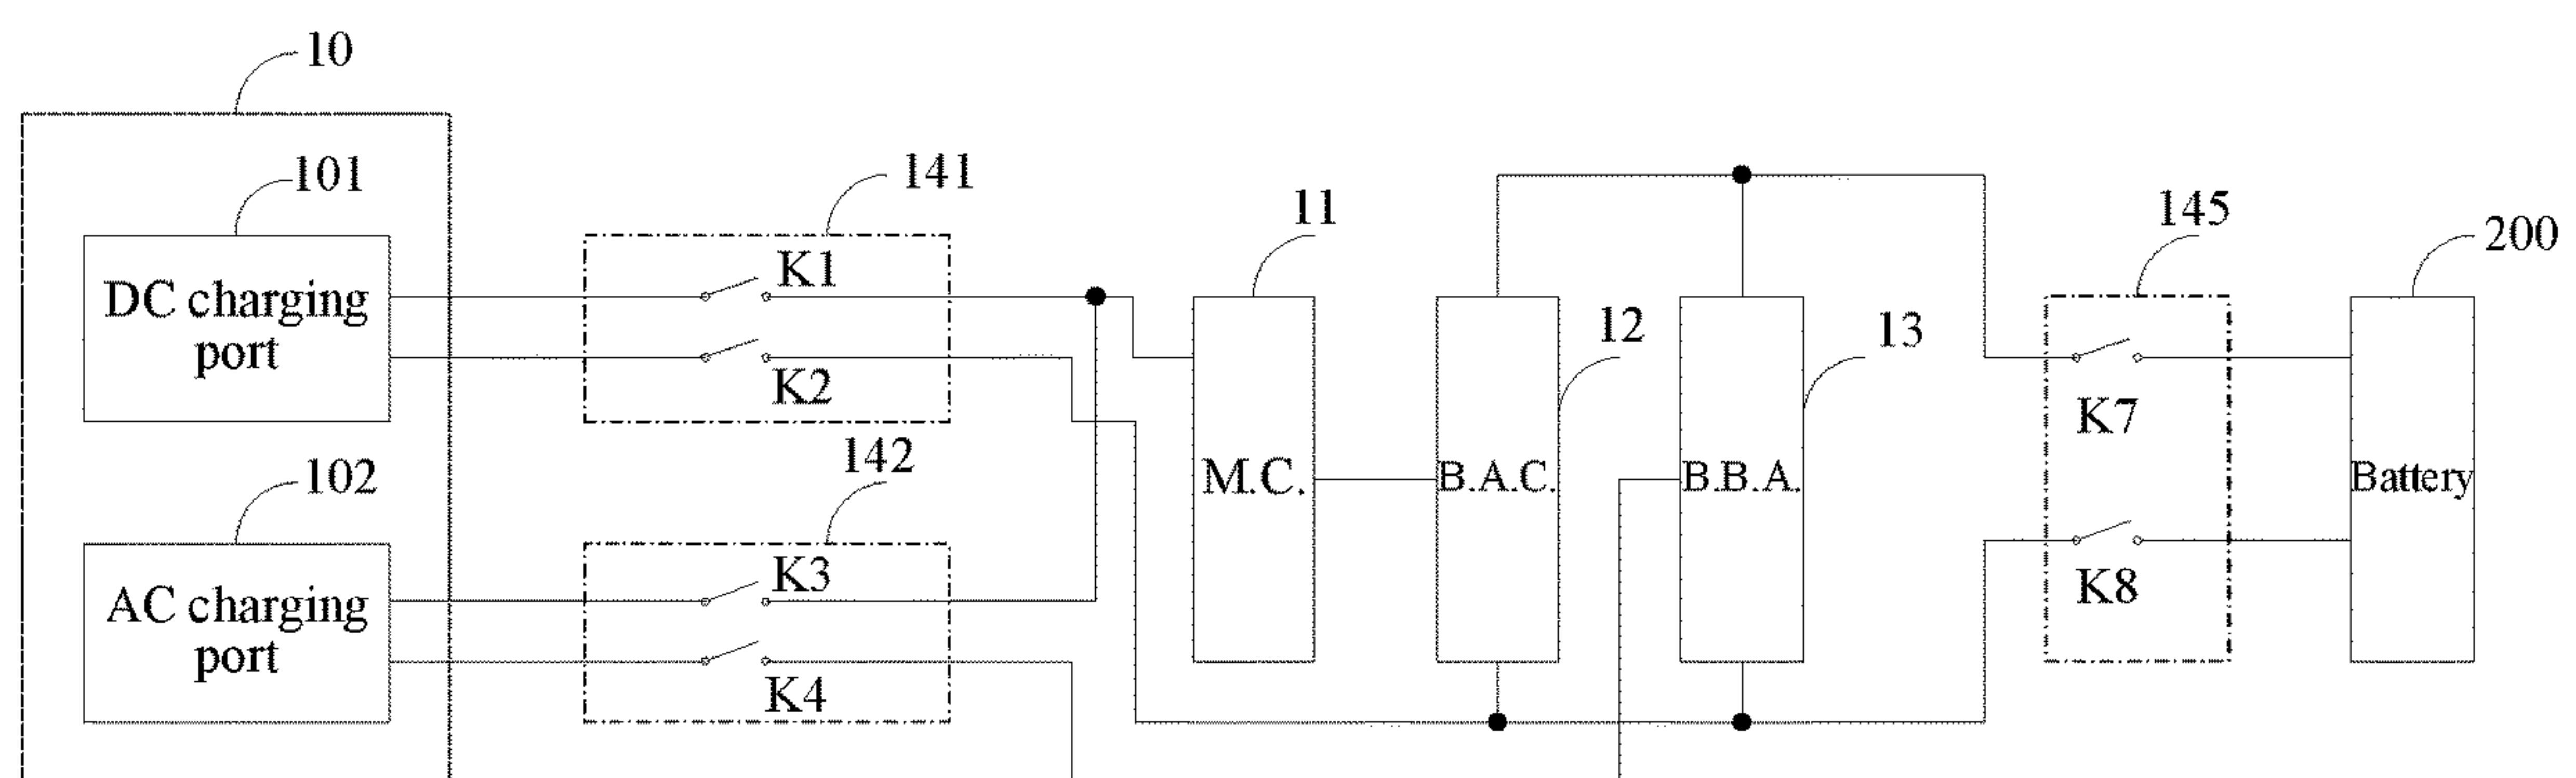 10
101
141
11
145
200
DC charging
port
K1
K2
12
13
K7
142
102
M.C.
B.A.C.
B.B.A.
Battery
AC charging
port
K3
K4
K8